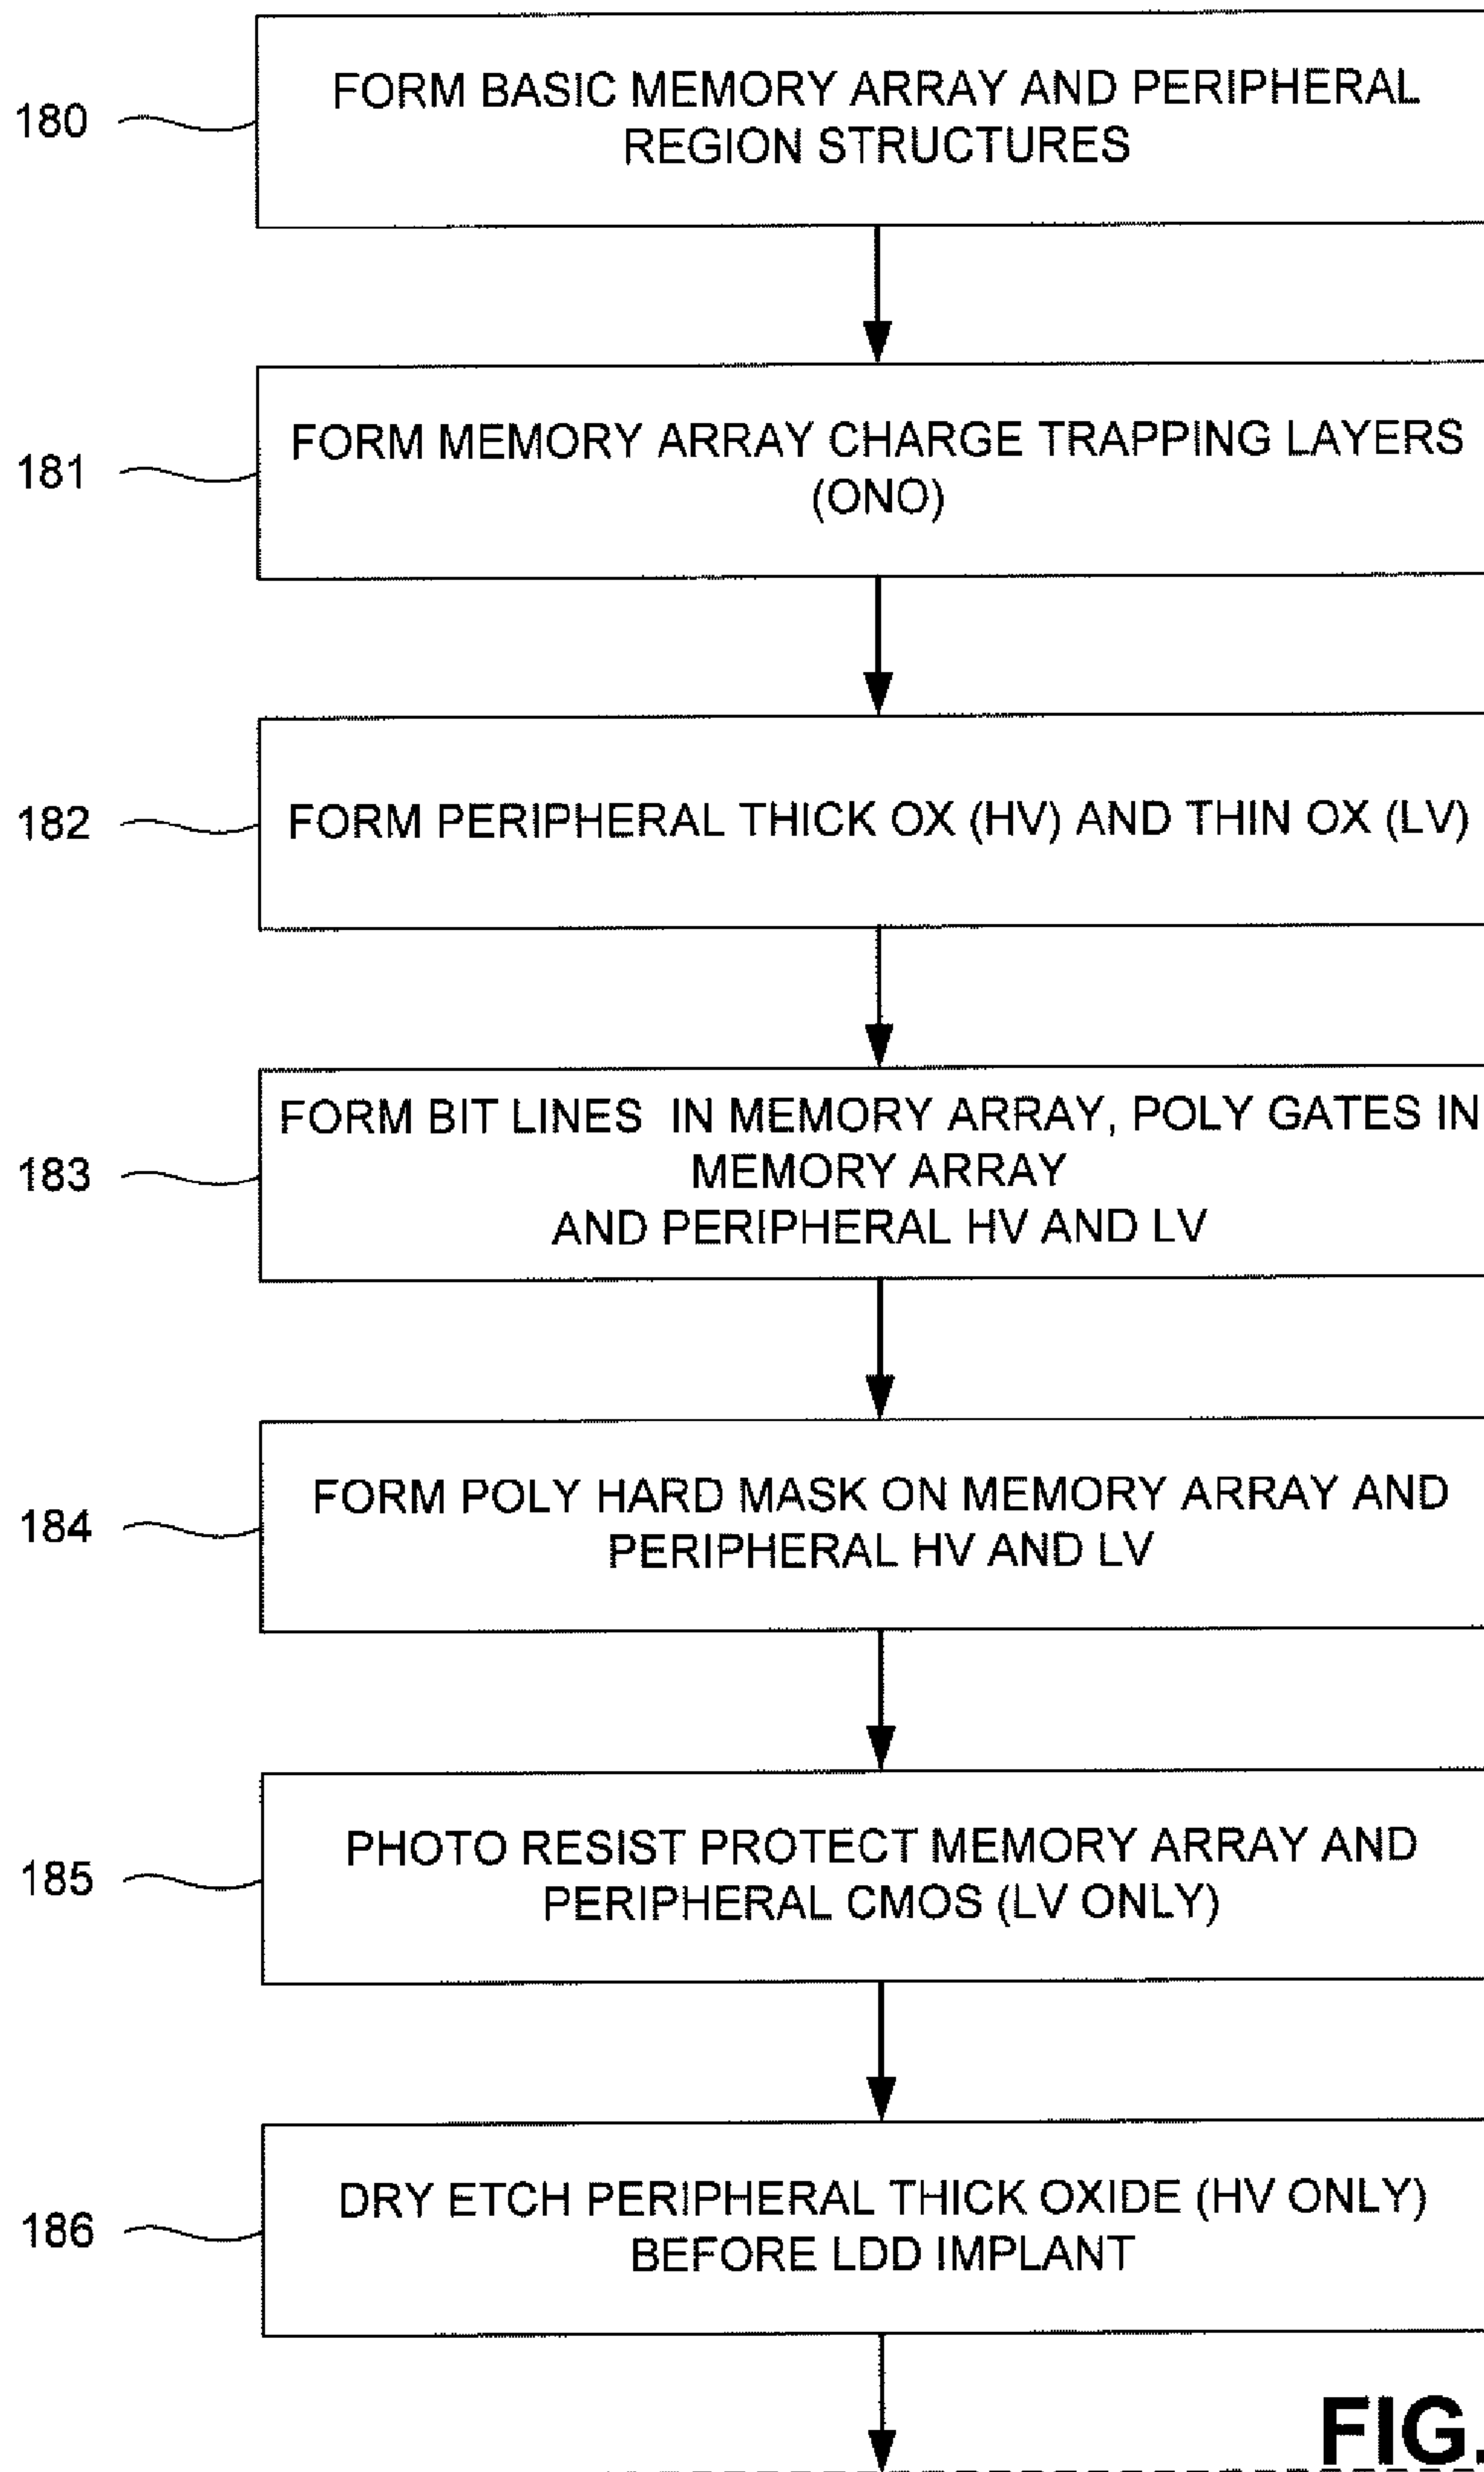 180
FORM BASIC MEMORY ARRAY AND PERIPHERAL
REGION STRUCTURES
181
FORM MEMORY ARRAY CHARGE TRAPPING LAYERS
(ONO)
182
FORM PERIPHERAL THICK OX (HV) AND THIN OX (LV)
183
FORM BIT LINES IN MEMORY ARRAY, POLY GATES IN
MEMORY ARRAY
AND PERIPHERAL HV AND LV
184
FORM POLY HARD MASK ON MEMORY ARRAY AND
PERIPHERAL HV AND LV
185
PHOTO RESIST PROTECT MEMORY ARRAY AND
PERIPHERAL CMOS (LV ONLY)
186
DRY ETCH PERIPHERAL THICK OXIDE (HV ONLY)
BEFORE LDD IMPLANT
FIG.